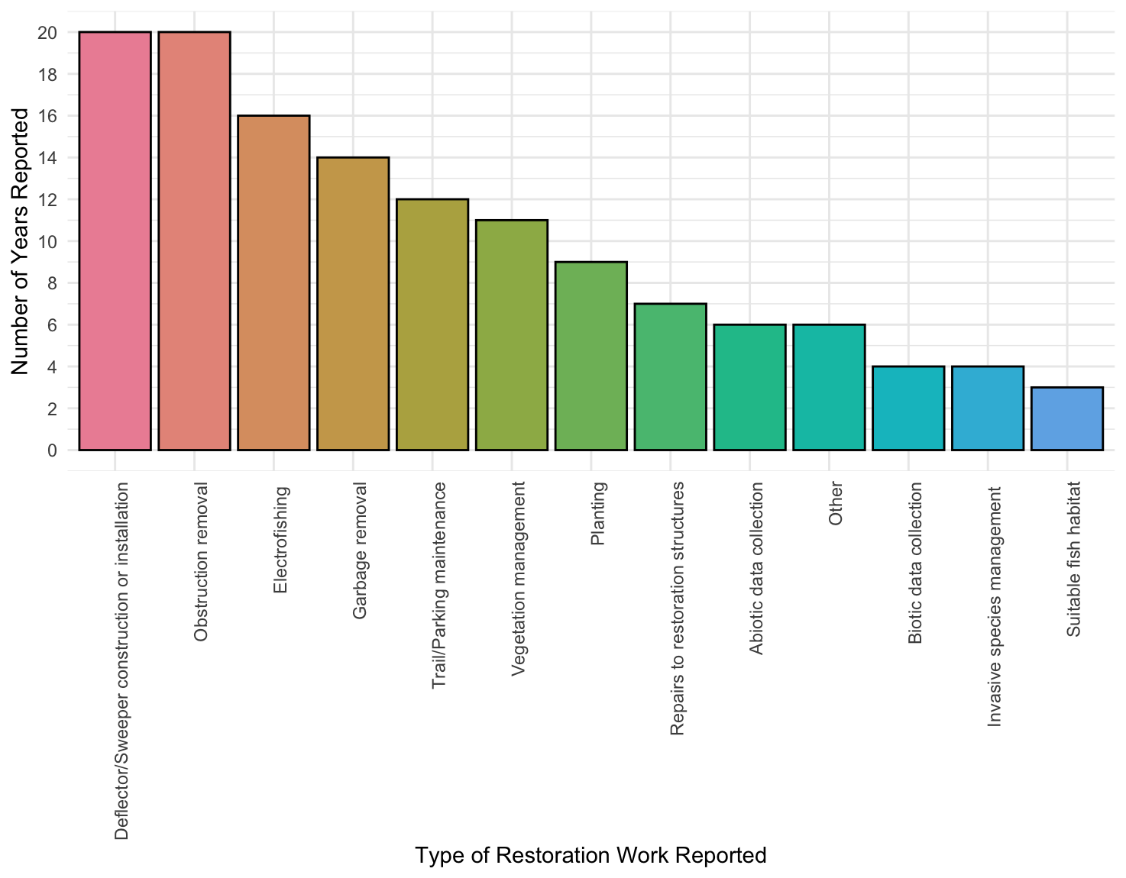 Number of Years Reported
20
18
16
14
12
10
8
6
4
2
0
Deflector/Sweeper construction or installation
Obstruction removal
Electrofishing
Garbage removal
Trail/Parking maintenance
Vegetation management
Planting
Repairs to restoration structures
Abiotic data collection
Other
Biotic data collection
Invasive species management
Suitable fish habitat
Type of Restoration Work Reported